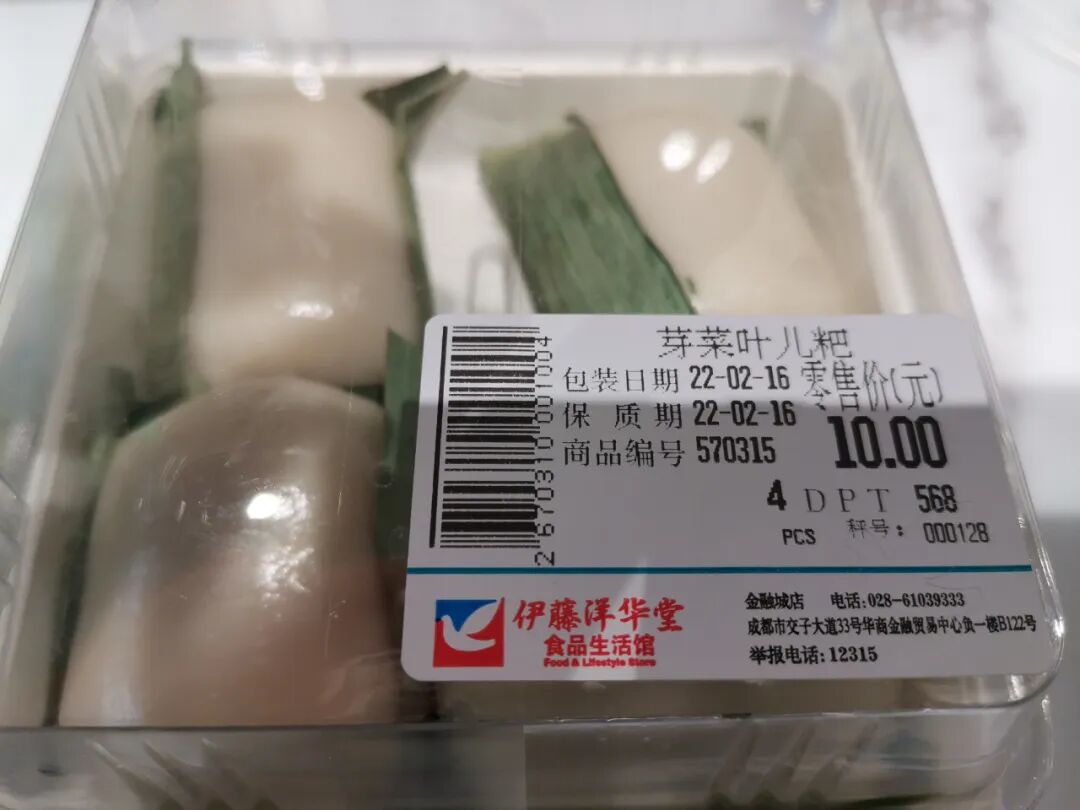 芽菜叶儿粑
包装日期 22-02-16 零售价(元)
保 质 期 22-02-16
10.00
商品编号 570315
4 DPT 568
PCS 秤号: 000128
2670310001004
伊藤洋华堂
食品生活馆
Food & Lifestyle Store
金融城店 电话:028-61039333
成都市交子大道33号华商金融贸易中心负一楼B122号
举报电话:12315